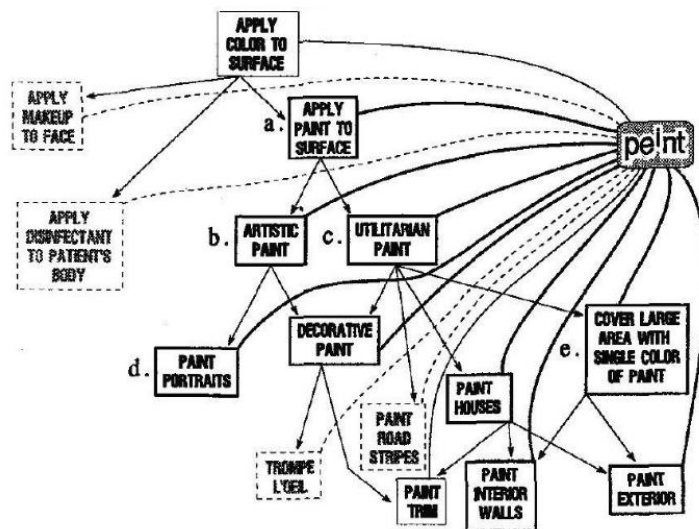 APPLY
COLOR TO
SURFACE
APPLY
MAKEUP
TO FACE
a.
APPLY
PAINT TO
SURFACE
peInt
APPLY
DISINFECTANT
TO PATIENT'S
BODY
b.
ARTISTIC
PAINT
c.
UTILITARIAN
PAINT
d.
PAINT
PORTRAITS
DECORATIVE
PAINT
e.
COVER LARGE
AREA WITH
SINGLE COLOR
OF PAINT
PAINT
HOUSES
PAINT
ROAD
STRIPES
TROMPE
L'OEIL
PAINT
TRIM
PAINT
INTERIOR
WALLS
PAINT
EXTERIOR